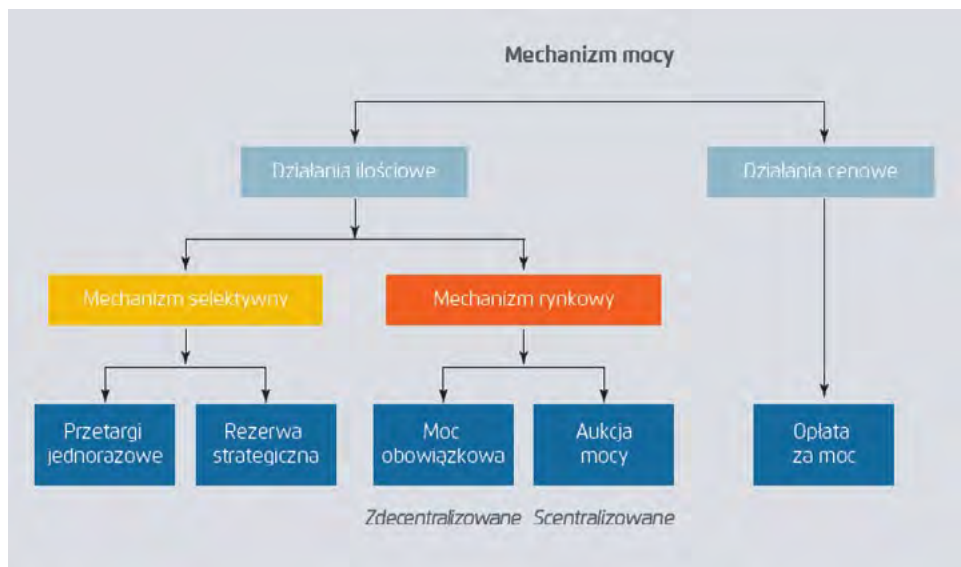 Mechanizm mocy
Działania ilościowe
Działania cenowe
Mechanizm selektywny
Mechanizm rynkowy
Przetargi
jednorazowe
Rezerwa
strategiczna
Moc
obowiązkowa
Aukcja
mocy
Opłata
za moc
Zdecentralizowane
Scentralizowane